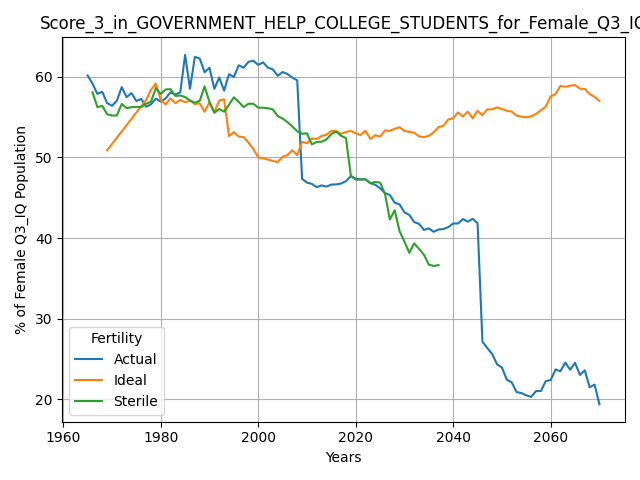 Score_3_in_GOVERNMENT_HELP_COLLEGE_STUDENTS_for_Female_Q3_IQ
% of Female Q3_IQ Population
60
50
40
30
20
Fertility
Actual
Ideal
Sterile
1960 1980 2000 2020 2040 2060
Years